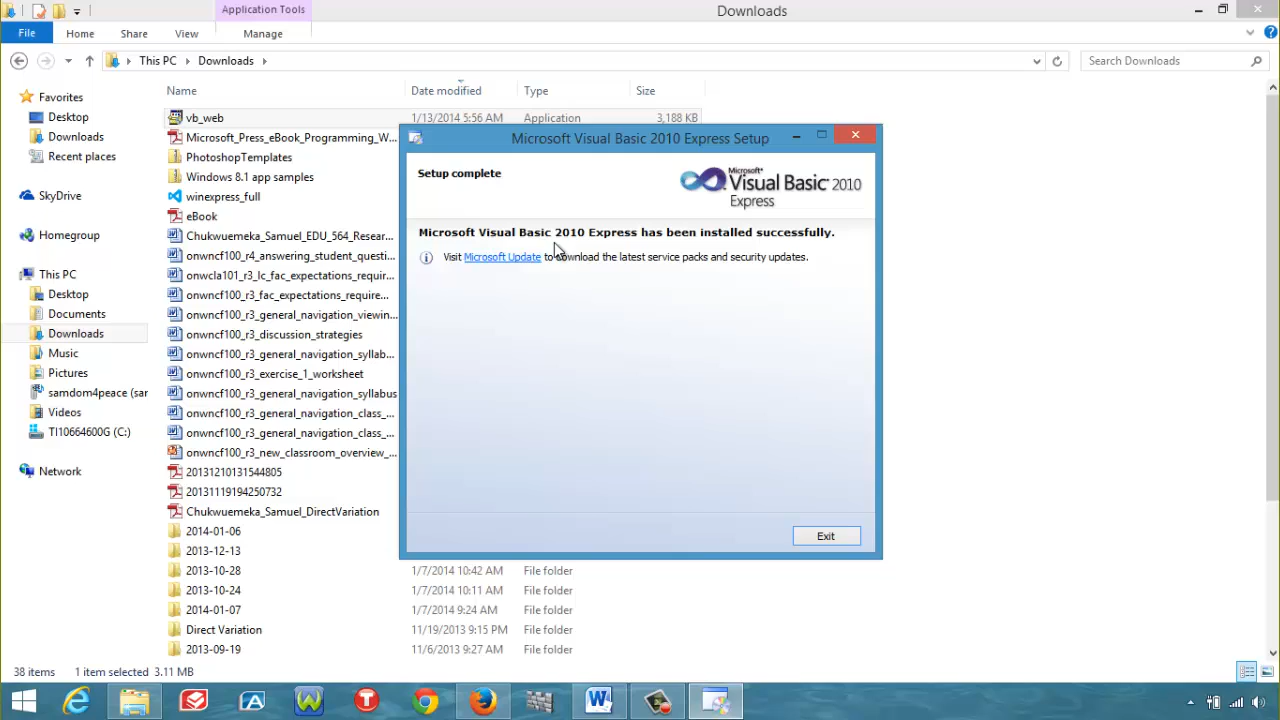 Application Tools
Downloads
File Home Share View Manage
This PC Downloads
Search Downloads
Favorites
Desktop
Downloads
Recent places
SkyDrive
Homegroup
This PC
Desktop
Documents
Downloads
Music
Pictures
samdom4peace (sar
Videos
TI10664600G (C:)
Network
Name Date modified Type Size
vb_web 1/13/2014 5:56 AM Application 3,188 KB
Microsoft_Press_eBook_Programming_W...
PhotoshopTemplates
Windows 8.1 app samples
winexpress_full
eBook
Chukwuemeka_Samuel_EDU_564_Resear...
onwncf100_r4_answering_student_questi...
onwcla101_r3_lc_fac_expectations_require...
onwncf100_r3_fac_expectations_require...
onwncf100_r3_general_navigation_viewin...
onwncf100_r3_discussion_strategies
onwncf100_r3_general_navigation_syllab...
onwncf100_r3_exercise_1_worksheet
onwncf100_r3_general_navigation_syllabus
onwncf100_r3_general_navigation_class_...
onwncf100_r3_general_navigation_class_...
onwncf100_r3_new_classroom_overview_...
20131210131544805
20131119194250732
Chukwuemeka_Samuel_DirectVariation
2014-01-06
2013-12-13
2013-10-28 1/7/2014 10:42 AM File folder
2013-10-24 1/7/2014 10:11 AM File folder
2014-01-07 1/7/2014 9:24 AM File folder
Direct Variation 11/19/2013 9:15 PM File folder
2013-09-19 11/6/2013 9:27 AM File folder
Microsoft Visual Basic 2010 Express Setup
Setup complete
Microsoft
Visual Basic 2010
Express
Microsoft Visual Basic 2010 Express has been installed successfully.
Visit Microsoft Update to download the latest service packs and security updates.
Exit
38 items 1 item selected 3.11 MB